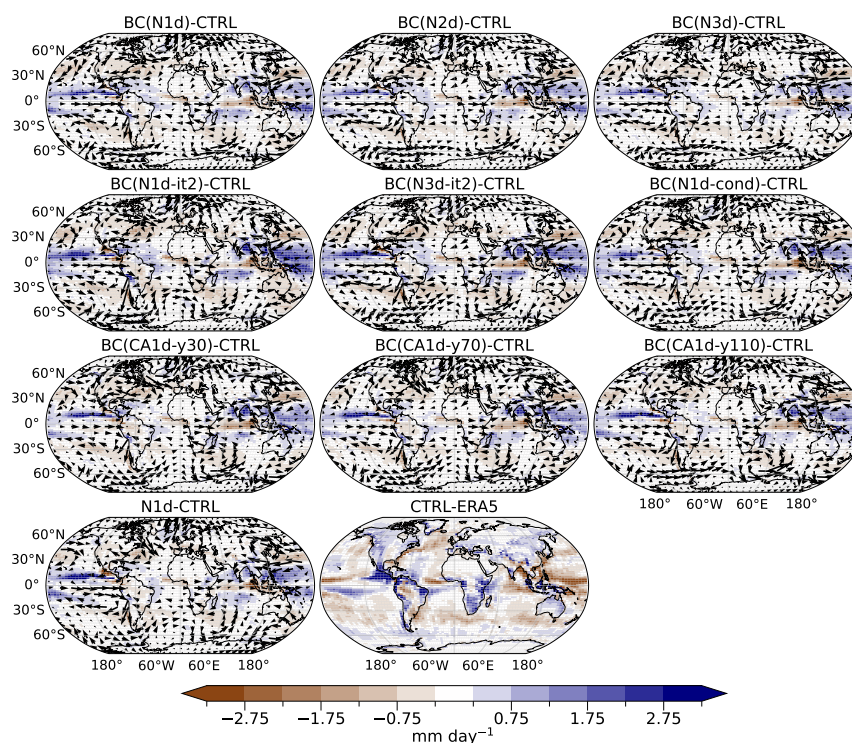 BC(N1d)-CTRL BC(N2d)-CTRL BC(N3d)-CTRL
60°N
30°N
0°
30°S
60°S
BC(N1d-it2)-CTRL BC(N3d-it2)-CTRL BC(N1d-cond)-CTRL
60°N
30°N
0°
30°S
60°S
BC(CA1d-y30)-CTRL BC(CA1d-y70)-CTRL BC(CA1d-y110)-CTRL
60°N
30°N
0°
30°S
60°S
180° 60°W 60°E 180°
N1d-CTRL CTRL-ERA5
60°N
30°N
0°
30°S
60°S
180° 60°W 60°E 180° 180° 60°W 60°E 180°
−2.75 −1.75 −0.75 0.75 1.75 2.75
mm day⁻¹